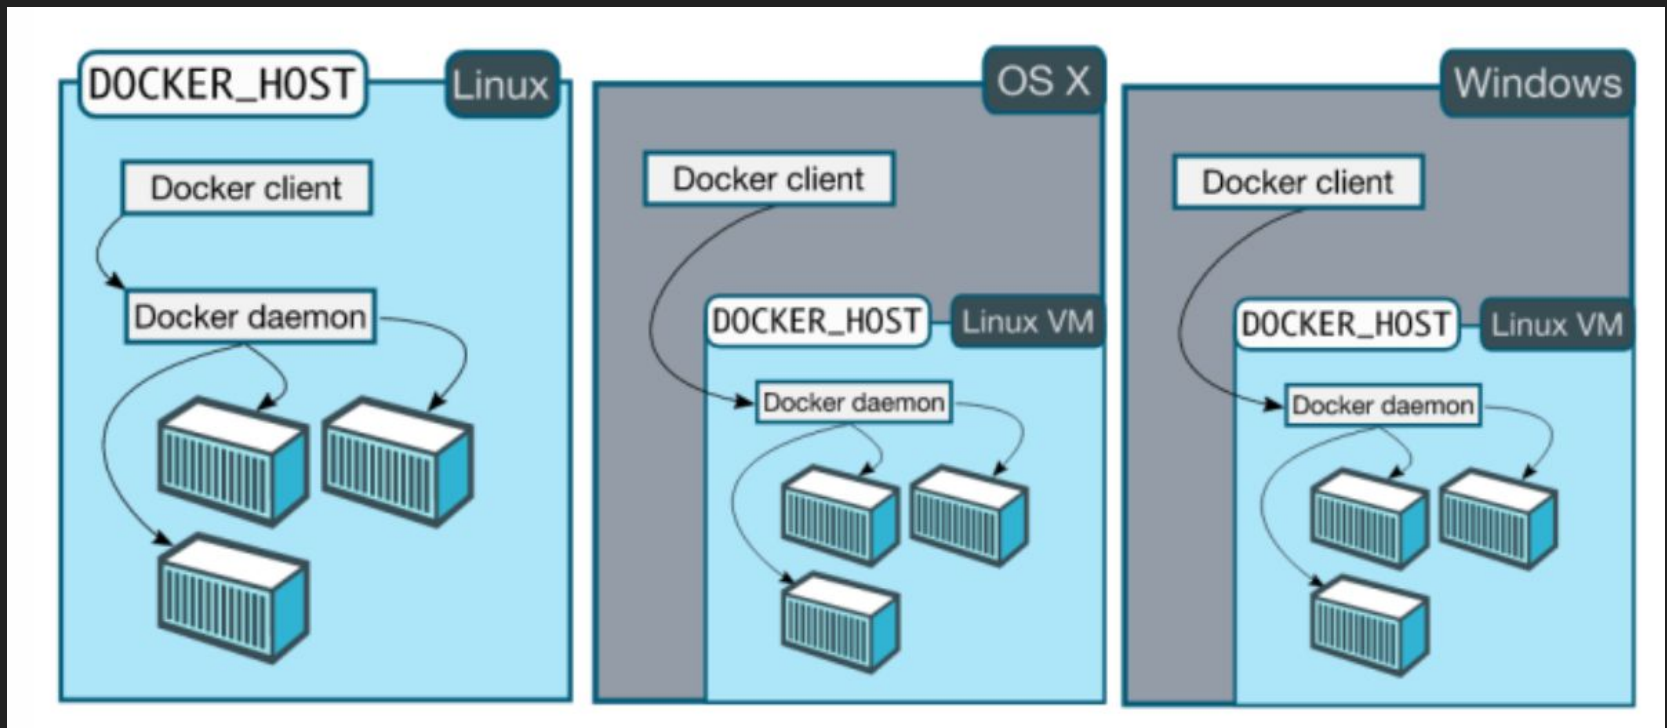 DOCKER_HOST
Linux
Docker client
Docker daemon
OS X
Docker client
DOCKER_HOST
Linux VM
Docker daemon
Windows
Docker client
DOCKER_HOST
Linux VM
Docker daemon